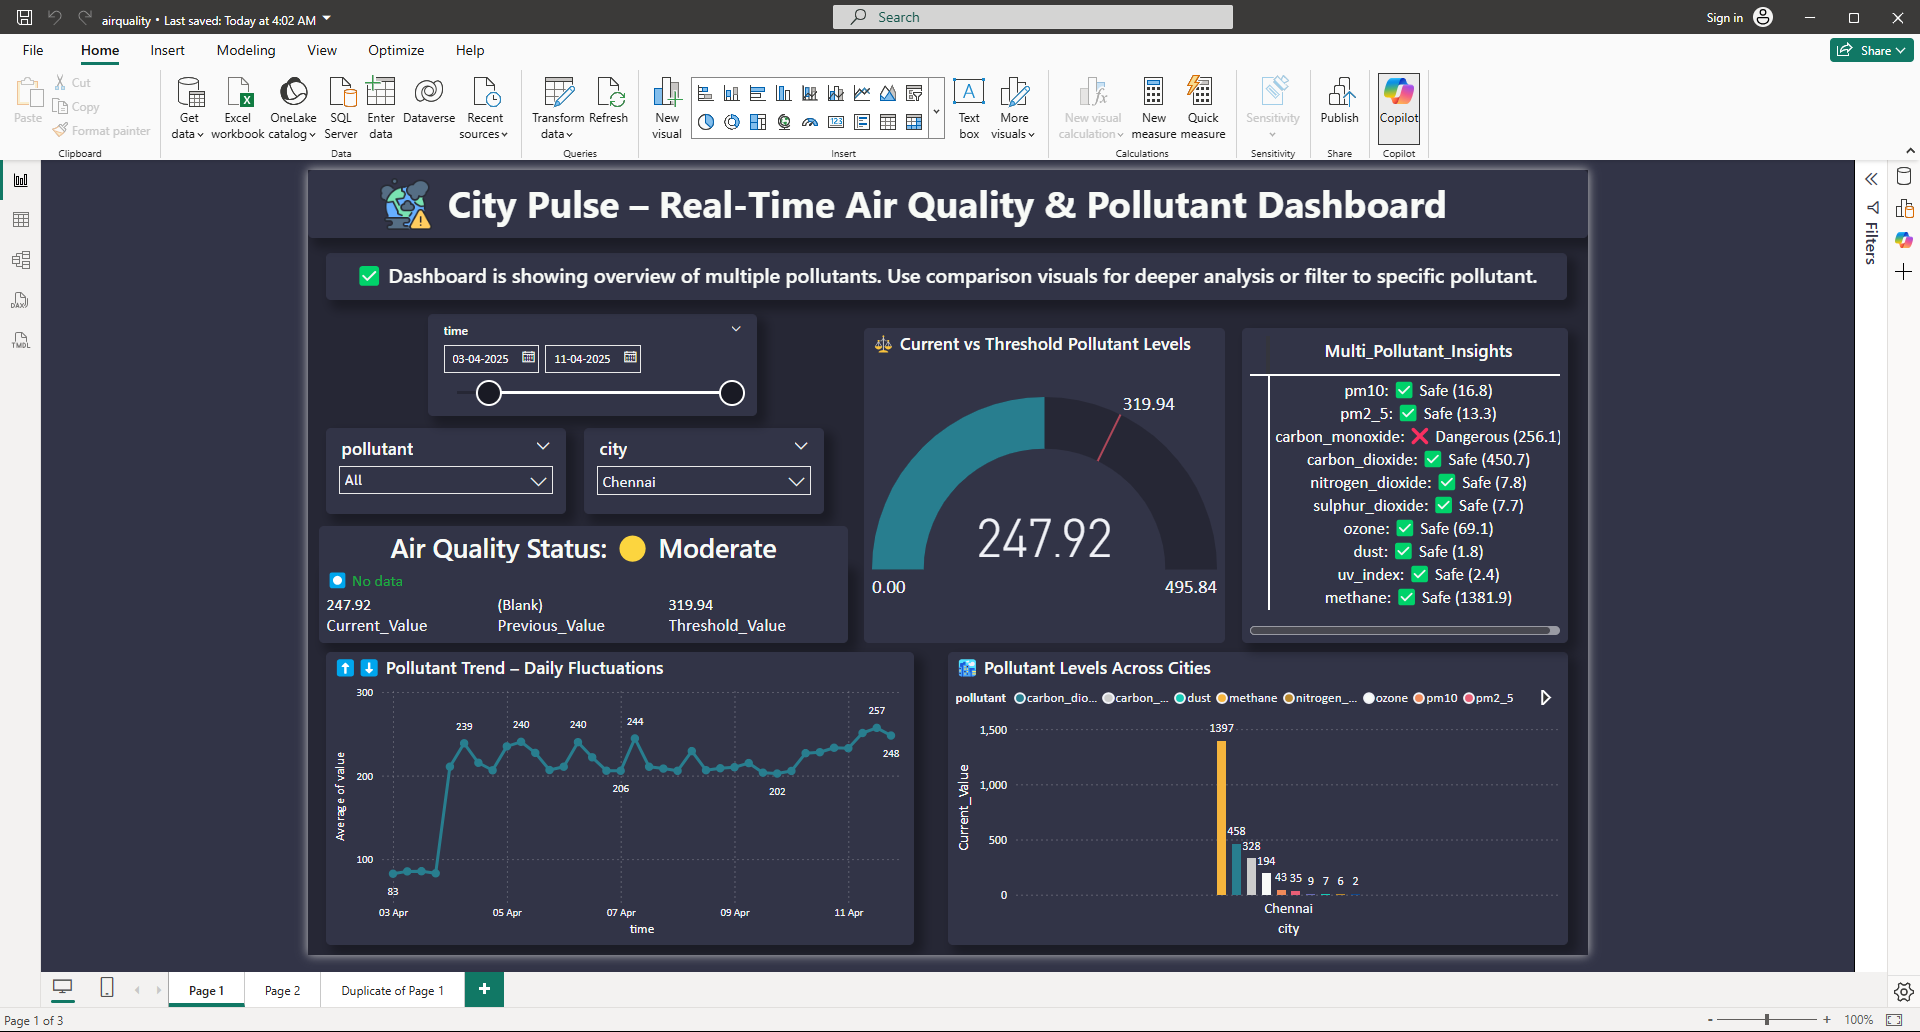 airquality • Last saved: Today at 4:02 AM
Search
Sign in
File
Home
Insert
Modeling
View
Optimize
Help
Share
Paste
Cut
Copy
Format painter
Clipboard
Get data
Excel workbook
OneLake catalog
SQL Server
Enter data
Dataverse
Recent sources
Data
Transform data
Refresh
Queries
New visual
Text box
More visuals
Insert
New visual calculation
New measure
Quick measure
Calculations
Sensitivity
Sensitivity
Publish
Share
Copilot
Copilot
DAX
TMDL
Filters
City Pulse – Real-Time Air Quality & Pollutant Dashboard
✅ Dashboard is showing overview of multiple pollutants. Use comparison visuals for deeper analysis or filter to specific pollutant.
time
03-04-2025
11-04-2025
pollutant
All
city
Chennai
Air Quality Status: 🟡 Moderate
No data
247.92
Current_Value
(Blank)
Previous_Value
319.94
Threshold_Value
⚖️ Current vs Threshold Pollutant Levels
319.94
247.92
0.00
495.84
Multi_Pollutant_Insights
pm10: ✅ Safe (16.8)
pm2_5: ✅ Safe (13.3)
carbon_monoxide: ❌ Dangerous (256.1)
carbon_dioxide: ✅ Safe (450.7)
nitrogen_dioxide: ✅ Safe (7.8)
sulphur_dioxide: ✅ Safe (7.7)
ozone: ✅ Safe (69.1)
dust: ✅ Safe (1.8)
uv_index: ✅ Safe (2.4)
methane: ✅ Safe (1381.9)
⬆️ ⬇️ Pollutant Trend – Daily Fluctuations
Average of value
300
200
100
83
239
240
240
206
244
202
257
248
03 Apr
05 Apr
07 Apr
09 Apr
11 Apr
time
Pollutant Levels Across Cities
pollutant
carbon_dio...
carbon_...
dust
methane
nitrogen_...
ozone
pm10
pm2_5
Current_Value
1,500
1,000
500
0
1397
458
328
194
43
35
9
7
6
2
Chennai
city
Page 1
Page 2
Duplicate of Page 1
+
Page 1 of 3
- + 100%